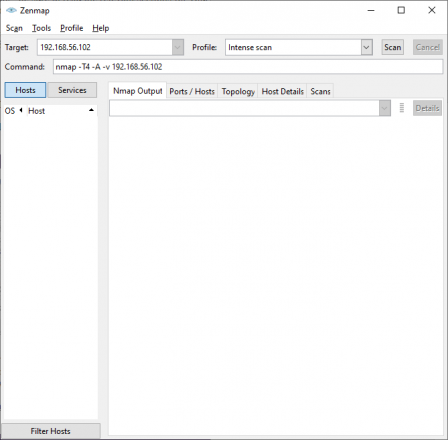 Zenmap
Scan Tools Profile Help
Target: 192.168.56.102 Profile: Intense scan Scan Cancel
Command: nmap -T4 -A -v 192.168.56.102
Hosts Services Nmap Output Ports / Hosts Topology Host Details Scans
OS Host Details
Filter Hosts